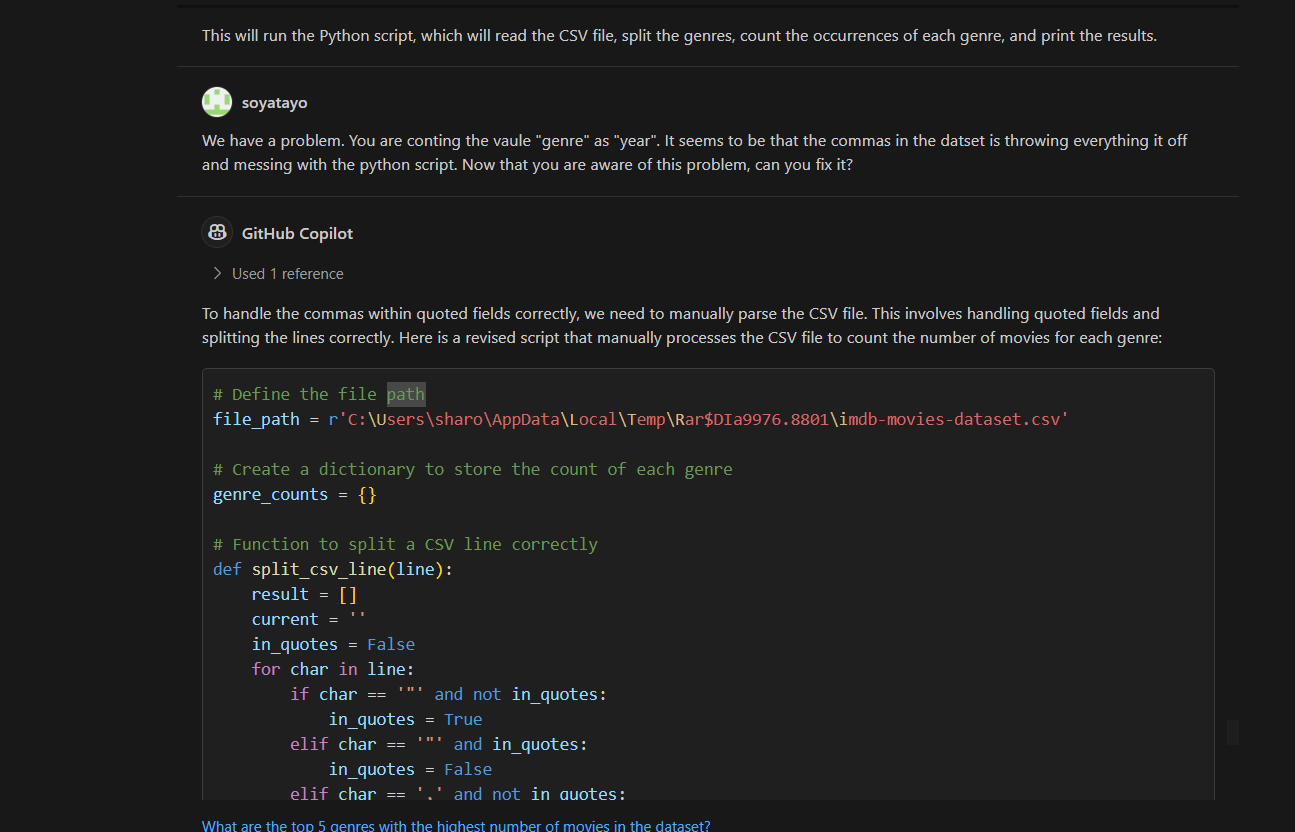 This will run the Python script, which will read the CSV file, split the genres, count the occurrences of each genre, and print the results.
soyatayo
We have a problem. You are conting the vaule "genre" as "year". It seems to be that the commas in the datset is throwing everything it off
and messing with the python script. Now that you are aware of this problem, can you fix it?
GitHub Copilot
Used 1 reference
To handle the commas within quoted fields correctly, we need to manually parse the CSV file. This involves handling quoted fields and
splitting the lines correctly. Here is a revised script that manually processes the CSV file to count the number of movies for each genre:
# Define the file path
file_path = r'C:\Users\sharo\AppData\Local\Temp\Rar$DIa9976.8801\imdb-movies-dataset.csv'
# Create a dictionary to store the count of each genre
genre_counts = {}
# Function to split a CSV line correctly
def split_csv_line(line):
    result = []
    current = ''
    in_quotes = False
    for char in line:
        if char == '"' and not in_quotes:
            in_quotes = True
        elif char == '"' and in_quotes:
            in_quotes = False
        elif char == ',' and not in_quotes:
What are the top 5 genres with the highest number of movies in the dataset?